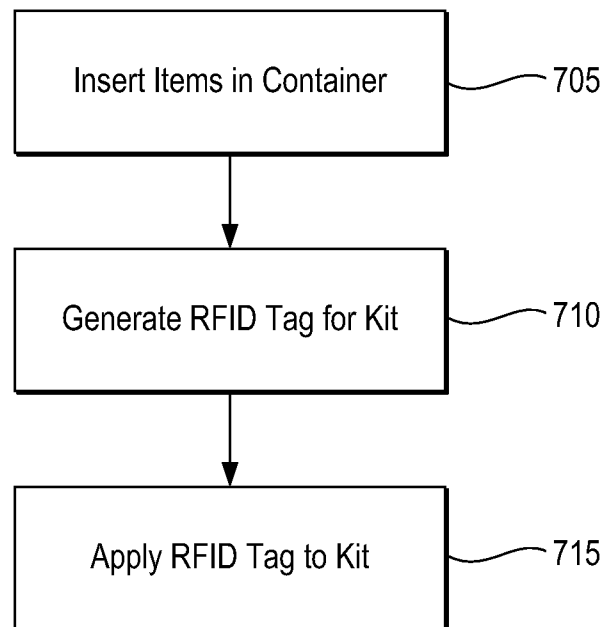 Insert Items in Container
705
Generate RFID Tag for Kit
710
Apply RFID Tag to Kit
715